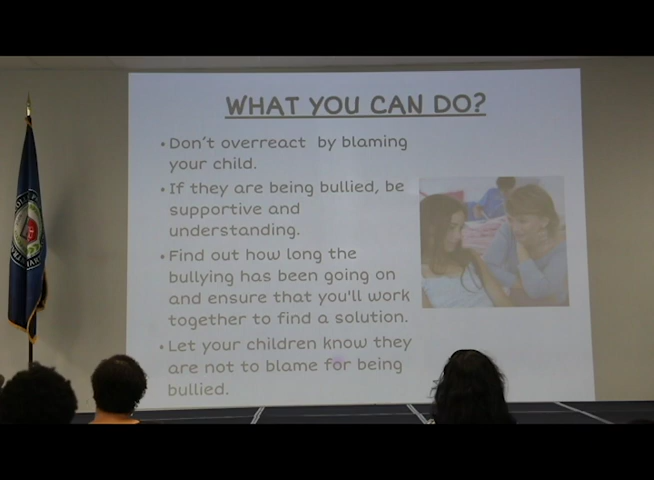 WHAT YOU CAN DO?
• Don't overreact by blaming
your child.
• If they are being bullied, be
supportive and
understanding.
• Find out how long the
bullying has been going on
and ensure that you'll work
together to find a solution.
• Let your children know they
are not to blame for being
bullied.